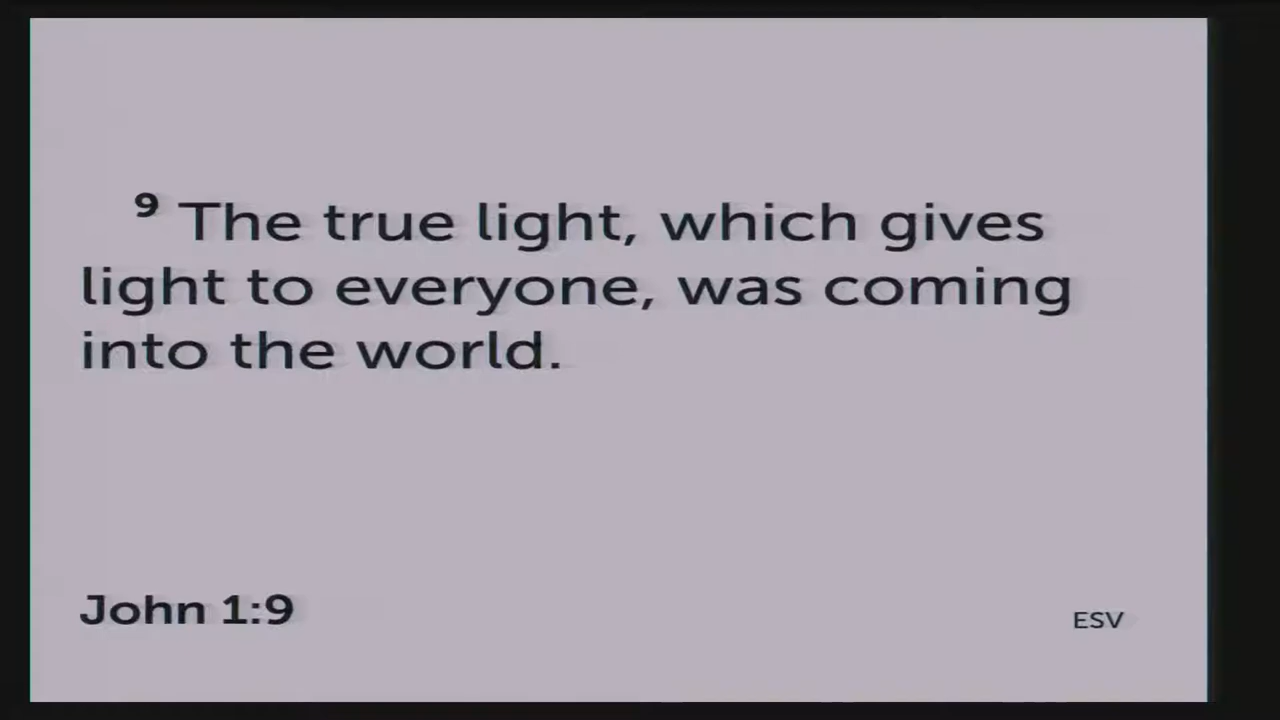 9 The true light, which gives
light to everyone, was coming
into the world.
John 1:9
ESV